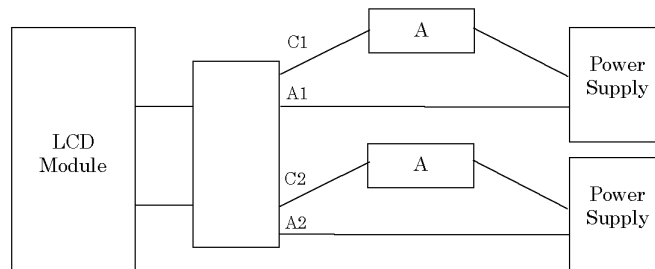 C1
A
Power
Supply
A1
LCD
Module
C2
A
Power
Supply
A2